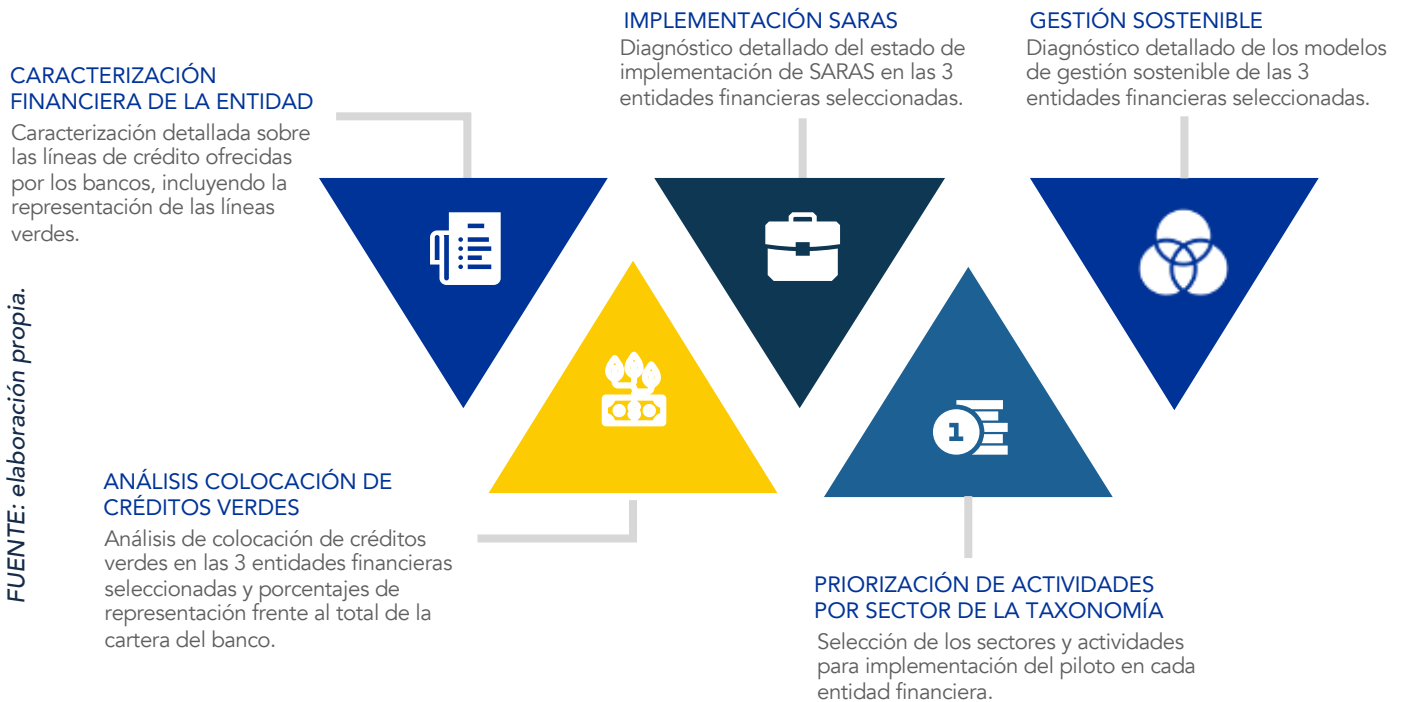 CARACTERIZACIÓN
FINANCIERA DE LA ENTIDAD
Caracterización detallada sobre
las líneas de crédito ofrecidas
por los bancos, incluyendo la
representación de las líneas
verdes.
IMPLEMENTACIÓN SARAS
Diagnóstico detallado del estado de
implementación de SARAS en las 3
entidades financieras seleccionadas.
GESTIÓN SOSTENIBLE
Diagnóstico detallado de los modelos
de gestión sostenible de las 3
entidades financieras seleccionadas.
1
ANÁLISIS COLOCACIÓN DE
CRÉDITOS VERDES
Análisis de colocación de créditos
verdes en las 3 entidades financieras
seleccionadas y porcentajes de
representación frente al total de la
cartera del banco.
PRIORIZACIÓN DE ACTIVIDADES
POR SECTOR DE LA TAXONOMÍA
Selección de los sectores y actividades
para implementación del piloto en cada
entidad financiera.
FUENTE: elaboración propia.